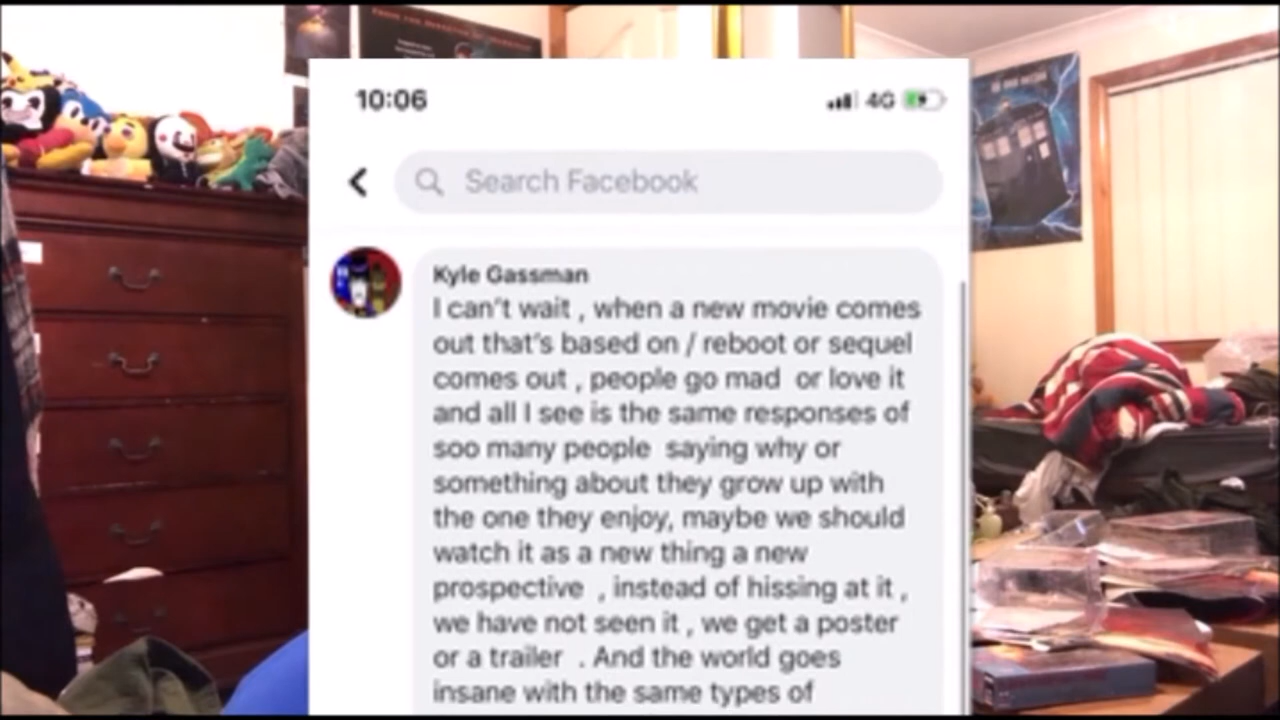 10:06
4G
Search Facebook
Kyle Gassman
I can't wait , when a new movie comes
out that's based on / reboot or sequel
comes out , people go mad  or love it
and all I see is the same responses of
soo many people  saying why or
something about they grow up with
the one they enjoy, maybe we should
watch it as a new thing a new
prospective  , instead of hissing at it ,
we have not seen it , we get a poster
or a trailer  . And the world goes
insane with the same types of